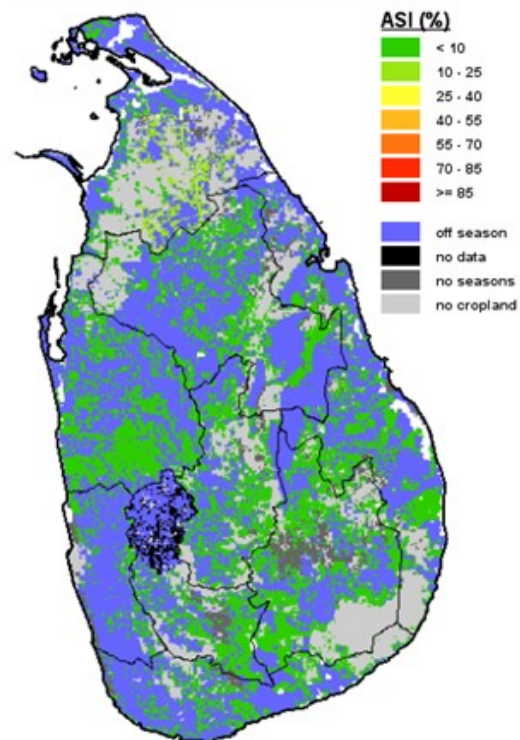 ASI (%)
< 10
10 - 25
25 - 40
40 - 55
55 - 70
70 - 85
>= 85
off season
no data
no seasons
no cropland